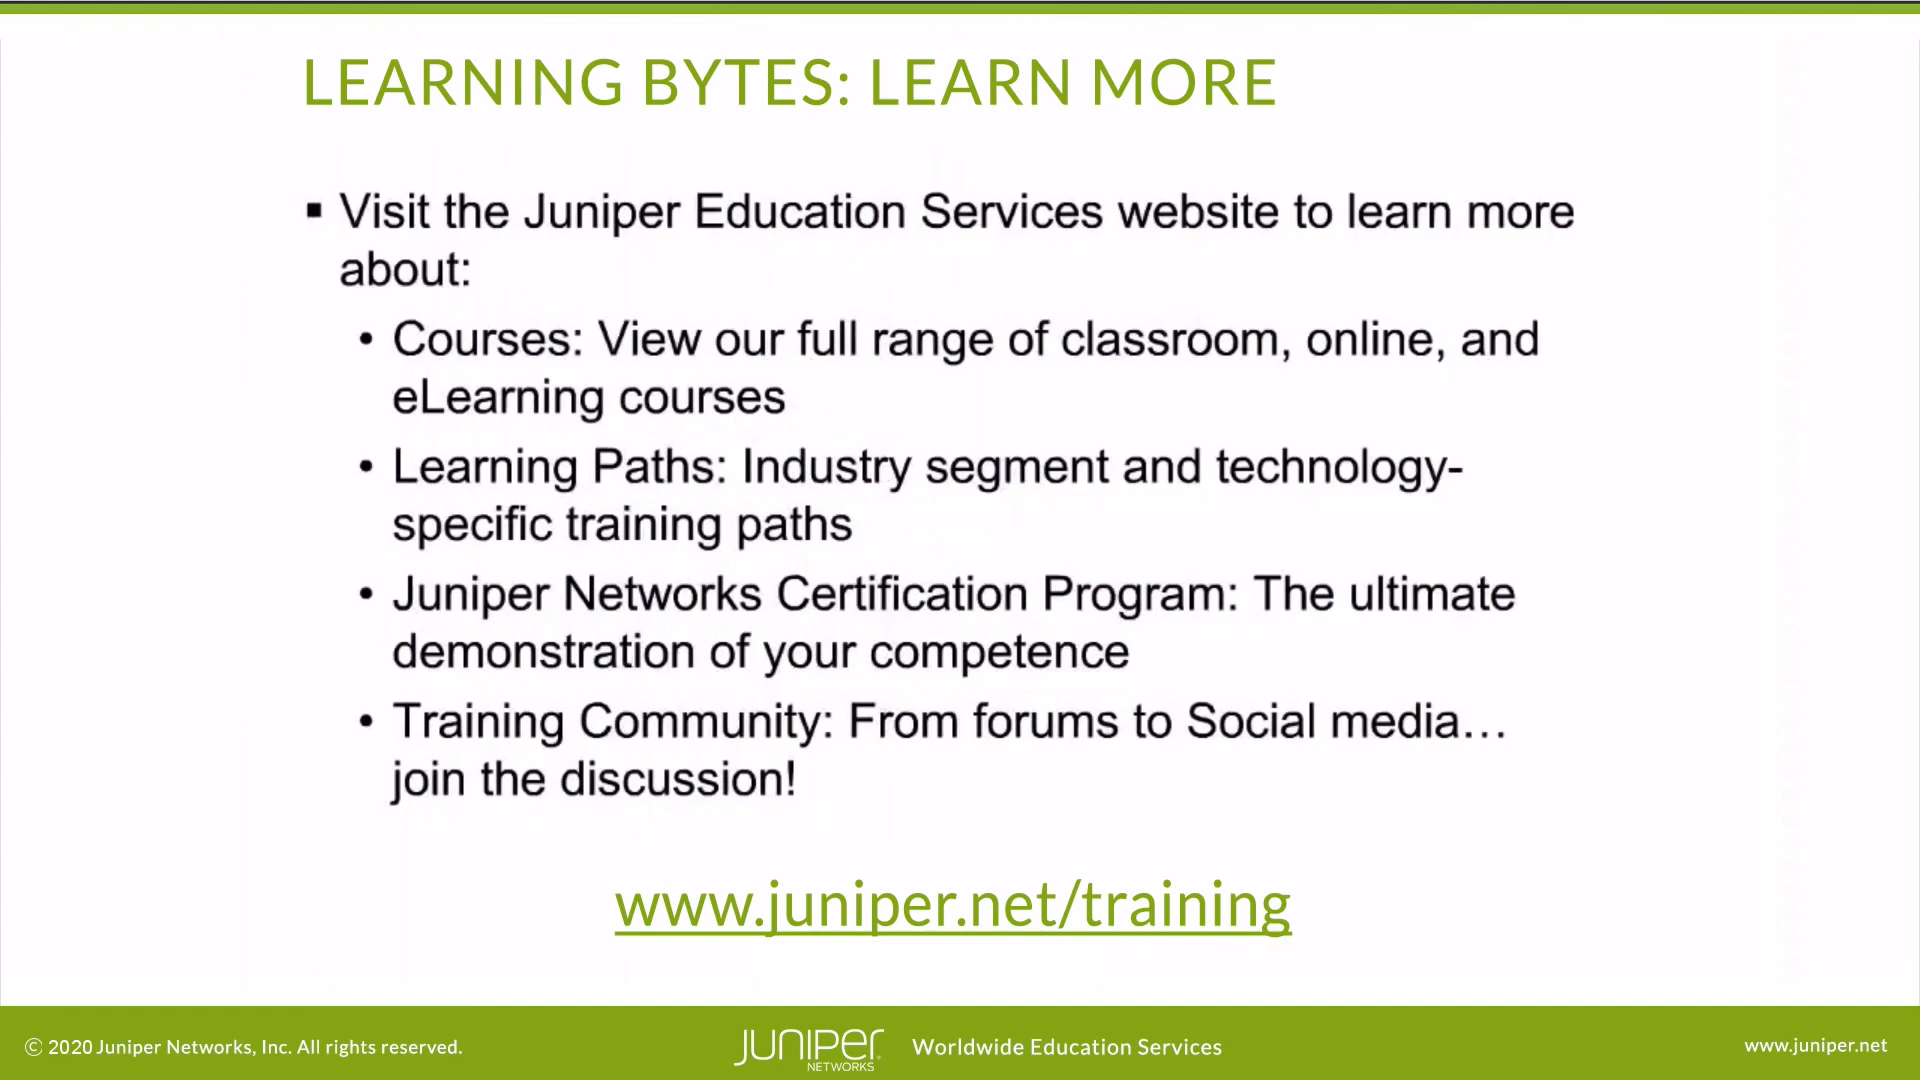 LEARNING BYTES: LEARN MORE
▪ Visit the Juniper Education Services website to learn more
about:
• Courses: View our full range of classroom, online, and
eLearning courses
• Learning Paths: Industry segment and technology-
specific training paths
• Juniper Networks Certification Program: The ultimate
demonstration of your competence
• Training Community: From forums to Social media…
join the discussion!
www.juniper.net/training
© 2020 Juniper Networks, Inc. All rights reserved.
JUNIPER
NETWORKS
Worldwide Education Services
www.juniper.net